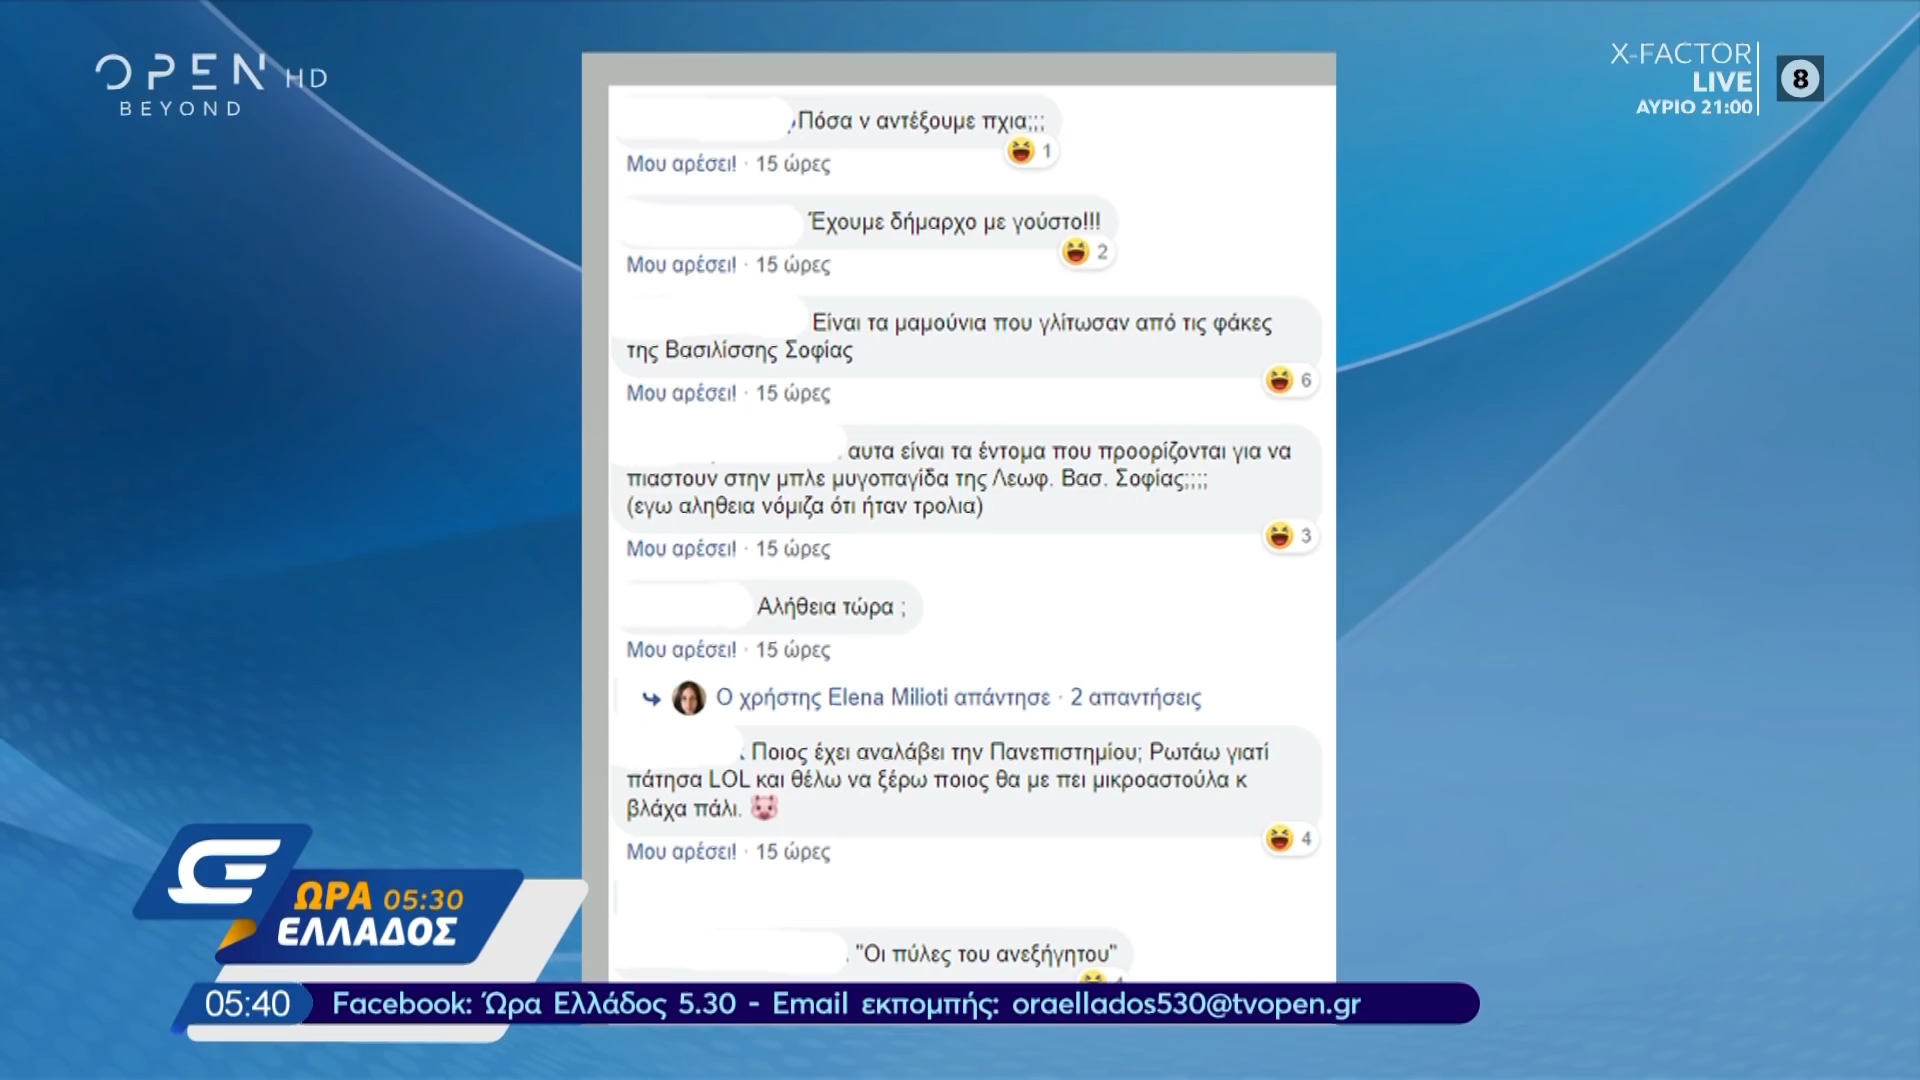 OPEN HD
BEYOND
X-FACTOR
LIVE
ΑΥΡΙΟ 21:00
8
Πόσα ν αντέξουμε πχια;;;
1
Μου αρέσει! · 15 ώρες
Έχουμε δήμαρχο με γούστο!!!
2
Μου αρέσει! · 15 ώρες
Είναι τα μαμούνια που γλίτωσαν από τις φάκες
της Βασιλίσσης Σοφίας
6
Μου αρέσει! · 15 ώρες
αυτα είναι τα έντομα που προορίζονται για να
πιαστουν στην μπλε μυγοπαγίδα της Λεωφ. Βασ. Σοφίας;;;;
(εγω αληθεια νόμιζα ότι ήταν τρολια)
3
Μου αρέσει! · 15 ώρες
Αλήθεια τώρα ;
Μου αρέσει! · 15 ώρες
Ο χρήστης Elena Milioti απάντησε · 2 απαντήσεις
Ποιος έχει αναλάβει την Πανεπιστημίου; Ρωτάω γιατί
πάτησα LOL και θέλω να ξέρω ποιος θα με πει μικροαστούλα κ
βλάχα πάλι.
4
Μου αρέσει! · 15 ώρες
"Οι πύλες του ανεξήγητου"
ΩΡΑ 05:30
ΕΛΛΑΔΟΣ
05:40
Facebook: Ώρα Ελλάδος 5.30 - Email εκπομπής: oraellados530@tvopen.gr